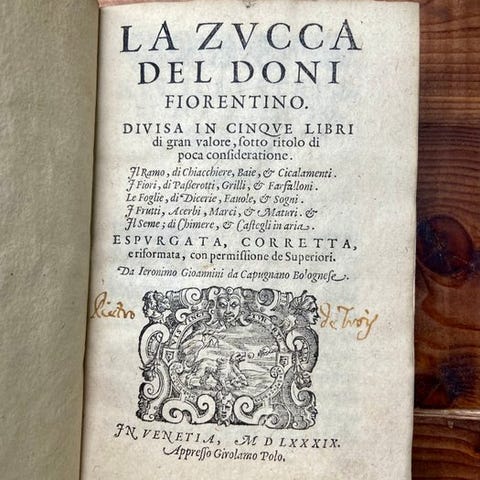 LA ZVCCA
DEL DONI
FIORENTINO.
DIVISA IN CINQVE LIBRI
di gran valore, ſotto titolo di
poca conſideratione.
Il Ramo, di Chiacchiere, Baie, & Cicalamenti.
I Fiori, di Paſſerotti, Grilli, & Farfalloni.
Le Foglie, di Dicerie, Fauole, & Sogni.
I Frutti, Acerbi, Marci, & Maturi. &
Il Seme; di Chimere, & Caſtegli in aria.
ESPVRGATA, CORRETTA,
e riformata, con permiſſione de Superiori.
Da Ieronimo Gioannini da Capugnano Bologneſe.
Pietro
IN VENETIA, M D LXXXIX.
Appreſſo Girolamo Polo.